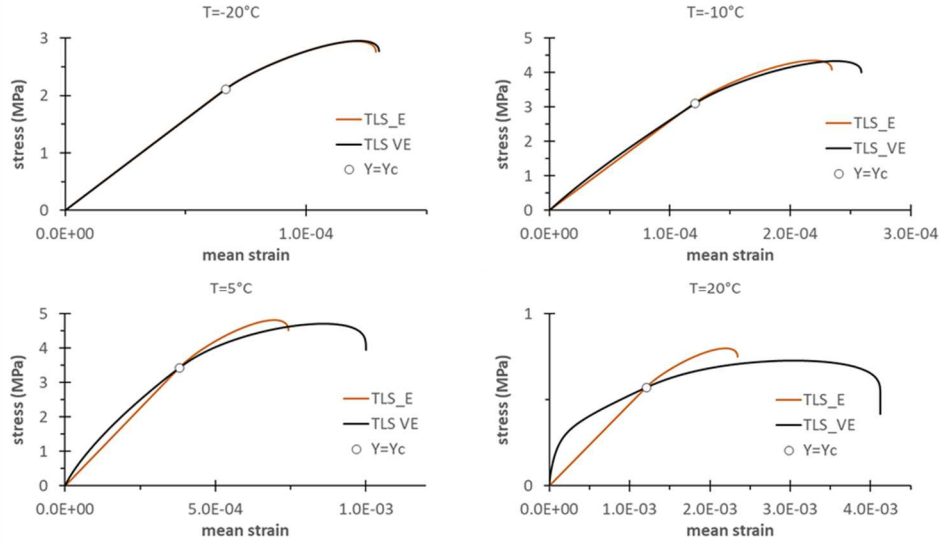 T=-20°C
3
2
1
0
stress (MPa)
TLS_E
TLS VE
Y=Yc
0.0E+00
1.0E-04
mean strain
T=-10°C
5
4
3
2
1
0
stress (MPa)
TLS_E
TLS_VE
Y=Yc
0.0E+00
1.0E-04
2.0E-04
3.0E-04
mean strain
T=5°C
5
4
3
2
1
0
stress (MPa)
TLS_E
TLS VE
Y=Yc
0.0E+00
5.0E-04
1.0E-03
mean strain
T=20°C
1
0
stress (MPa)
TLS_E
TLS_VE
Y=Yc
0.0E+00
1.0E-03
2.0E-03
3.0E-03
4.0E-03
mean strain